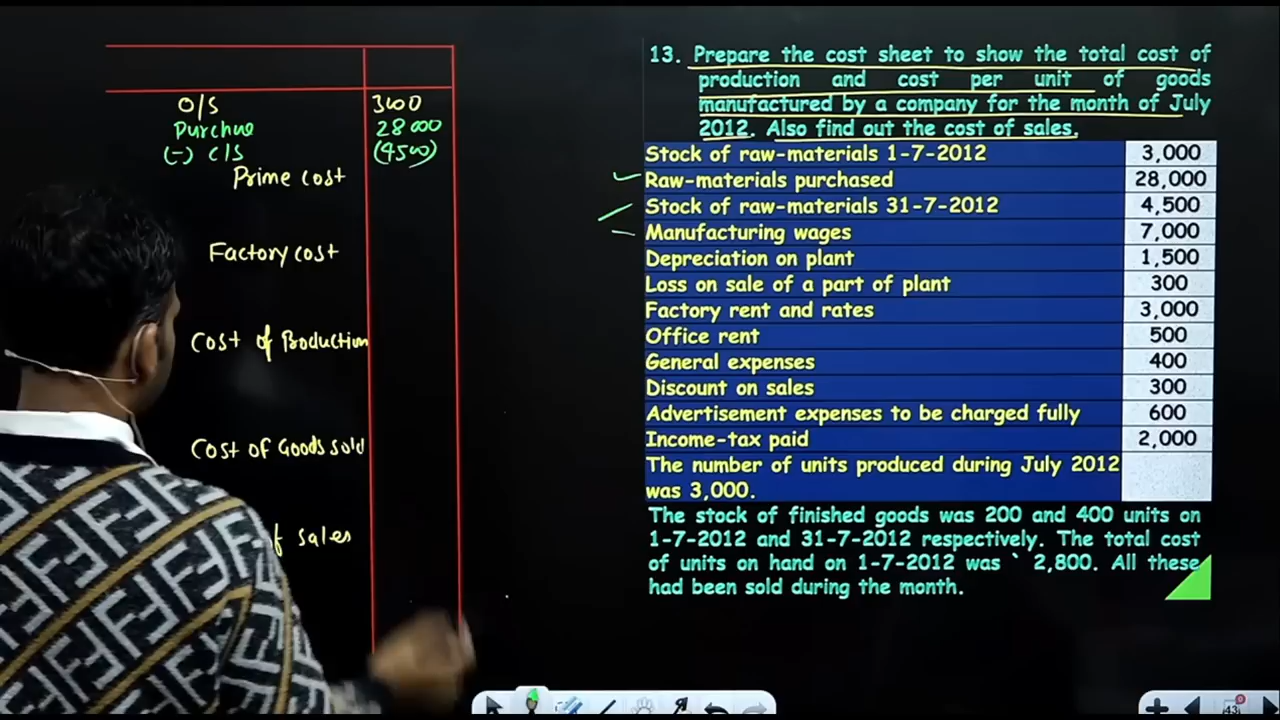 O/S 3000
Purchase 28000
(-) C/S (4500)
Prime cost
Factory cost
Cost of Production
Cost of Goods sold
of sales
13. Prepare the cost sheet to show the total cost of
production and cost per unit of goods
manufactured by a company for the month of July
2012. Also find out the cost of sales.
Stock of raw-materials 1-7-2012 3,000
Raw-materials purchased 28,000
Stock of raw-materials 31-7-2012 4,500
Manufacturing wages 7,000
Depreciation on plant 1,500
Loss on sale of a part of plant 300
Factory rent and rates 3,000
Office rent 500
General expenses 400
Discount on sales 300
Advertisement expenses to be charged fully 600
Income-tax paid 2,000
The number of units produced during July 2012
was 3,000.
The stock of finished goods was 200 and 400 units on
1-7-2012 and 31-7-2012 respectively. The total cost
of units on hand on 1-7-2012 was ` 2,800. All these
had been sold during the month.
43